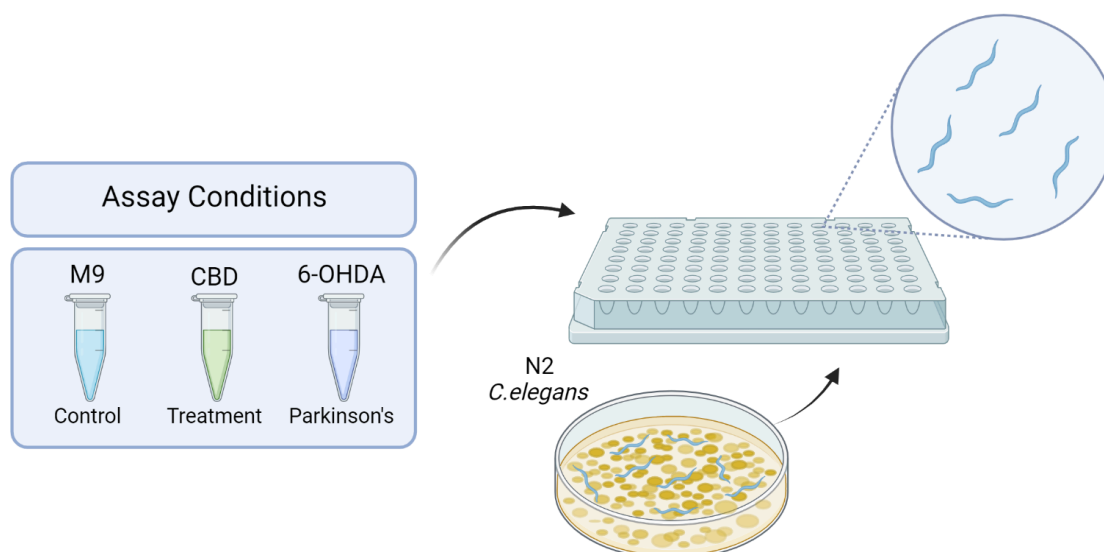 Assay Conditions
M9
CBD
6-OHDA
Control
Treatment
Parkinson's
N2
C.elegans